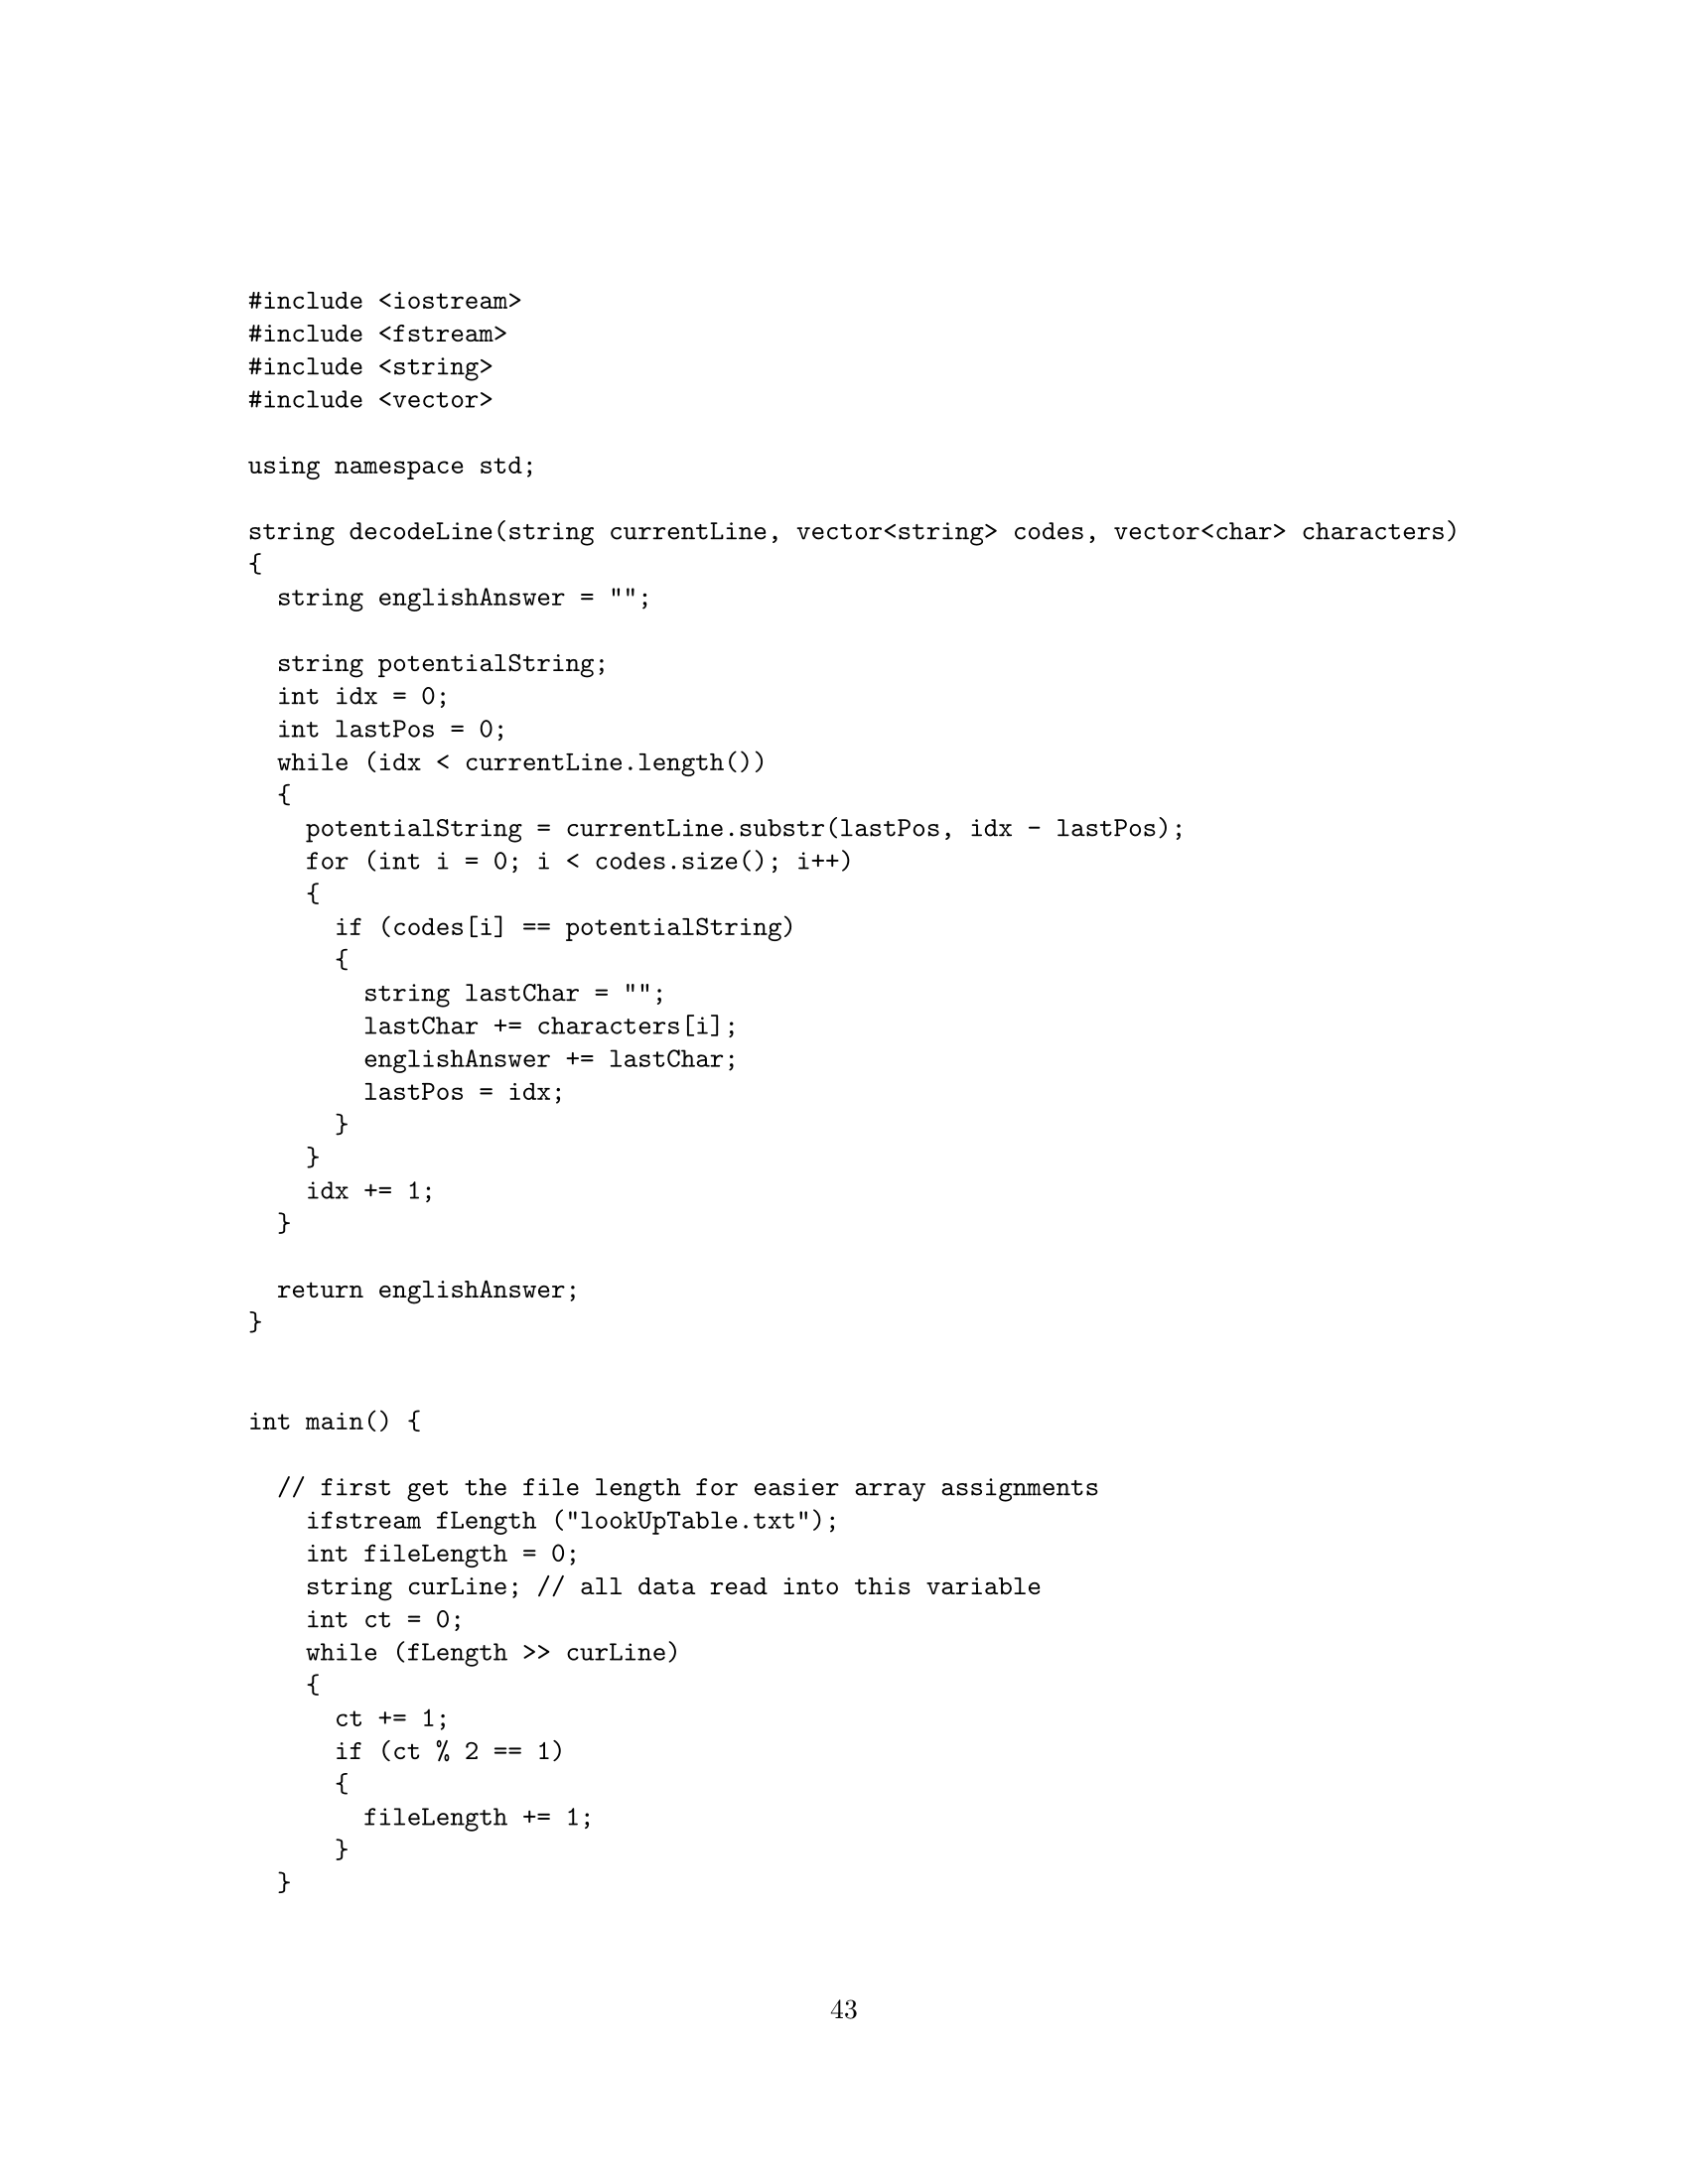 #include <iostream>
#include <fstream>
#include <string>
#include <vector>

using namespace std;

string decodeLine(string currentLine, vector<string> codes, vector<char> characters)
{
  string englishAnswer = "";

  string potentialString;
  int idx = 0;
  int lastPos = 0;
  while (idx < currentLine.length())
  {
    potentialString = currentLine.substr(lastPos, idx - lastPos);
    for (int i = 0; i < codes.size(); i++)
    {
      if (codes[i] == potentialString)
      {
        string lastChar = "";
        lastChar += characters[i];
        englishAnswer += lastChar;
        lastPos = idx;
      }
    }
    idx += 1;
  }

  return englishAnswer;
}


int main() {

  // first get the file length for easier array assignments
    ifstream fLength ("lookUpTable.txt");
    int fileLength = 0;
    string curLine; // all data read into this variable
    int ct = 0;
    while (fLength >> curLine)
    {
      ct += 1;
      if (ct % 2 == 1)
      {
        fileLength += 1;
      }
  }

43